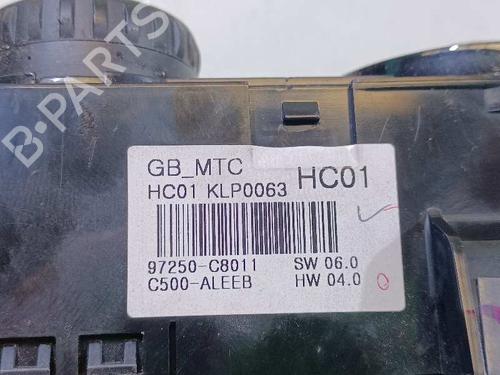 B-PARTS
GB_MTC
HC01 KLP0063 HC01
97250-C8011 SW 06.0
C500-ALEEB HW 04.0